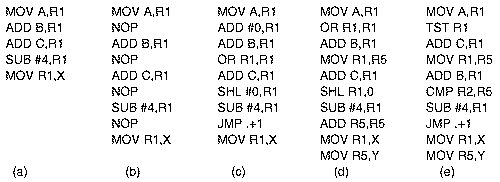 MOV A,R1
ADD B,R1
ADD C,R1
SUB #4,R1
MOV R1,X
(a)
MOV A,R1
NOP
ADD B,R1
NOP
ADD C,R1
NOP
SUB #4,R1
NOP
MOV R1,X
(b)
MOV A,R1
ADD #0,R1
ADD B,R1
OR R1,R1
ADD C,R1
SHL #0,R1
SUB #4,R1
JMP .+1
MOV R1,X
(c)
MOV A,R1
OR R1,R1
ADD B,R1
MOV R1,R5
ADD C,R1
SHL R1,0
SUB #4,R1
ADD R5,R5
MOV R1,X
MOV R5,Y
(d)
MOV A,R1
TST R1
ADD C,R1
MOV R1,R5
ADD B,R1
CMP R2,R5
SUB #4,R1
JMP .+1
MOV R1,X
MOV R5,Y
(e)